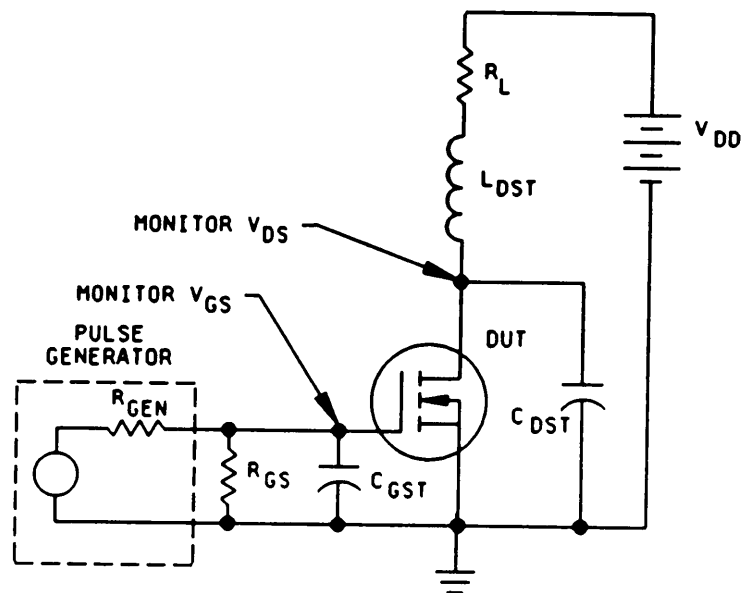 R_L
V_DD
L_DST
MONITOR V_DS
MONITOR V_GS
PULSE
GENERATOR
DUT
R_GEN
C_DST
R_GS
C_GST